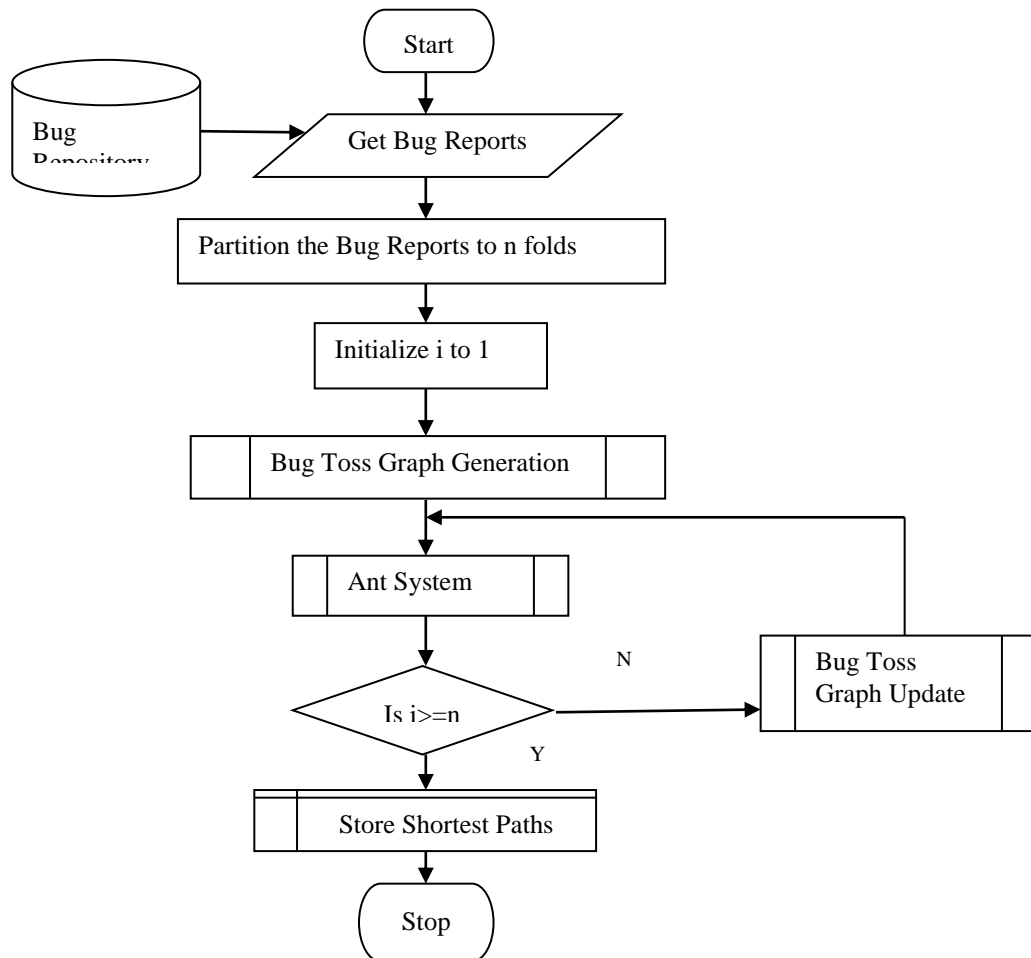 Start
Bug
Repository
Get Bug Reports
Partition the Bug Reports to n folds
Initialize i to 1
Bug Toss Graph Generation
Ant System
N
Bug Toss
Graph Update
Is i>=n
Y
Store Shortest Paths
Stop